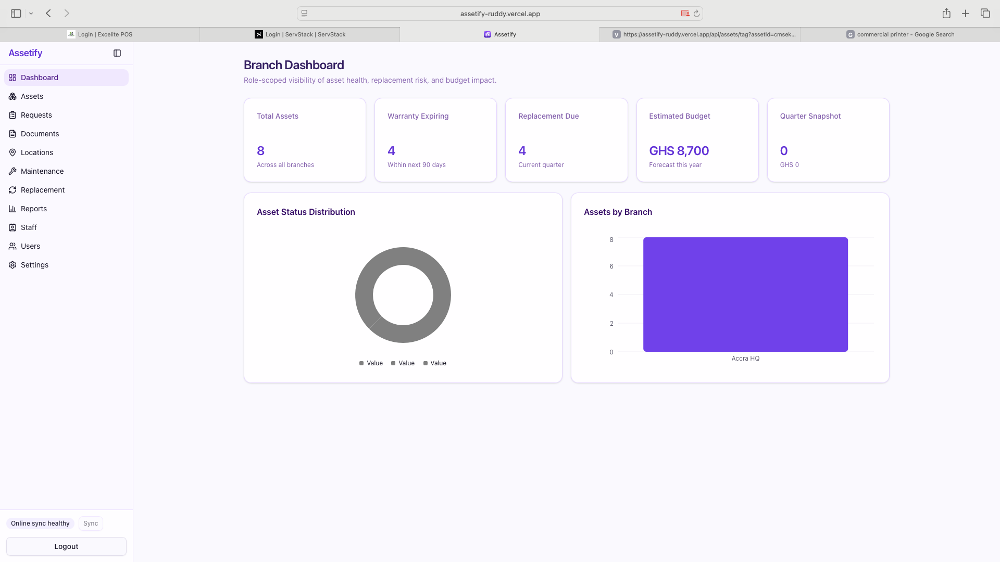 assetify-ruddy.vercel.app
Login | Excelite POS
Login | ServStack | ServStack
Assetify
V https://assetify-ruddy.vercel.app/api/assets/tag?assetId=cmsek...
G commercial printer - Google Search
Assetify
Dashboard
Assets
Requests
Documents
Locations
Maintenance
Replacement
Reports
Staff
Users
Settings
Online sync healthy Sync
Logout
Branch Dashboard
Role-scoped visibility of asset health, replacement risk, and budget impact.
Total Assets
8
Across all branches
Warranty Expiring
4
Within next 90 days
Replacement Due
4
Current quarter
Estimated Budget
GHS 8,700
Forecast this year
Quarter Snapshot
0
GHS 0
Asset Status Distribution
Value Value Value
Assets by Branch
8
6
4
2
0
Accra HQ